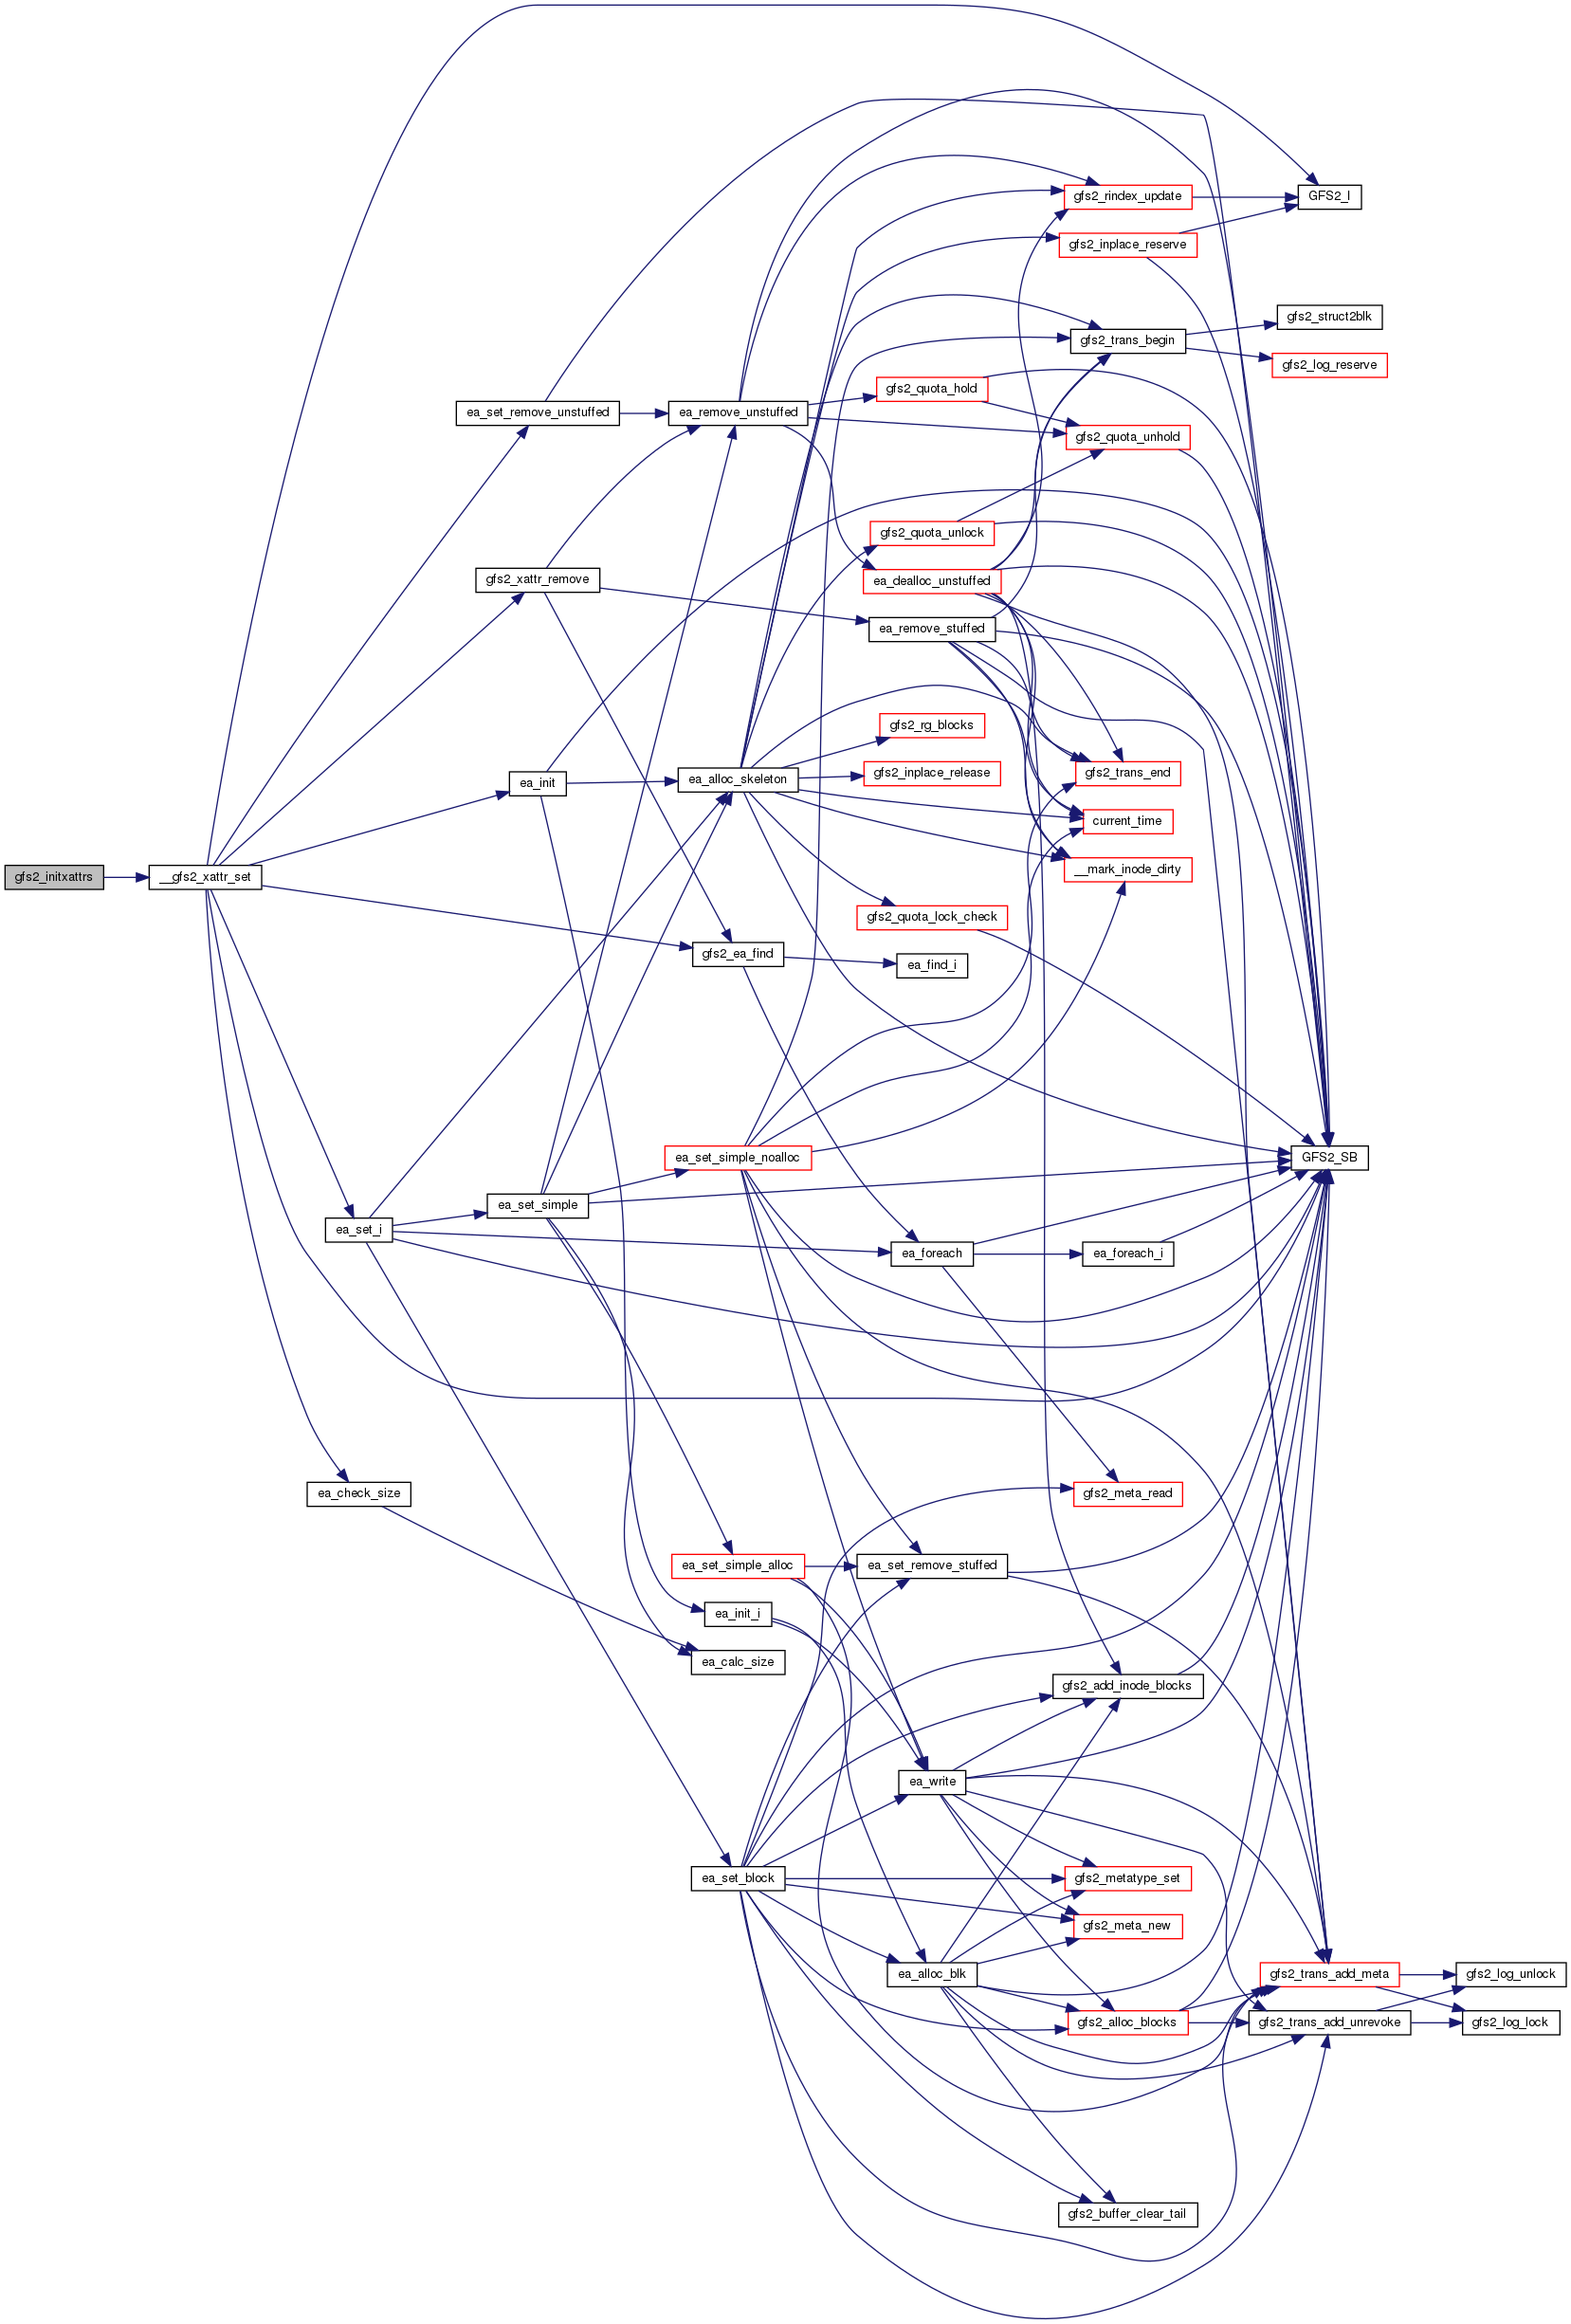 gfs2_rindex_update
GFS2_I
gfs2_inplace_reserve
gfs2_struct2blk
gfs2_trans_begin
gfs2_log_reserve
gfs2_quota_hold
ea_set_remove_unstuffed
ea_remove_unstuffed
gfs2_quota_unhold
gfs2_quota_unlock
gfs2_xattr_remove
ea_dealloc_unstuffed
ea_remove_stuffed
gfs2_rg_blocks
ea_init
ea_alloc_skeleton
gfs2_inplace_release
gfs2_trans_end
current_time
gfs2_initxattrs
__gfs2_xattr_set
__mark_inode_dirty
gfs2_quota_lock_check
gfs2_ea_find
ea_find_i
ea_set_simple_noalloc
GFS2_SB
ea_set_simple
ea_set_i
ea_foreach
ea_foreach_i
ea_check_size
gfs2_meta_read
ea_set_simple_alloc
ea_set_remove_stuffed
ea_init_i
ea_calc_size
gfs2_add_inode_blocks
ea_write
ea_set_block
gfs2_metatype_set
gfs2_meta_new
ea_alloc_blk
gfs2_trans_add_meta
gfs2_log_unlock
gfs2_alloc_blocks
gfs2_trans_add_unrevoke
gfs2_log_lock
gfs2_buffer_clear_tail